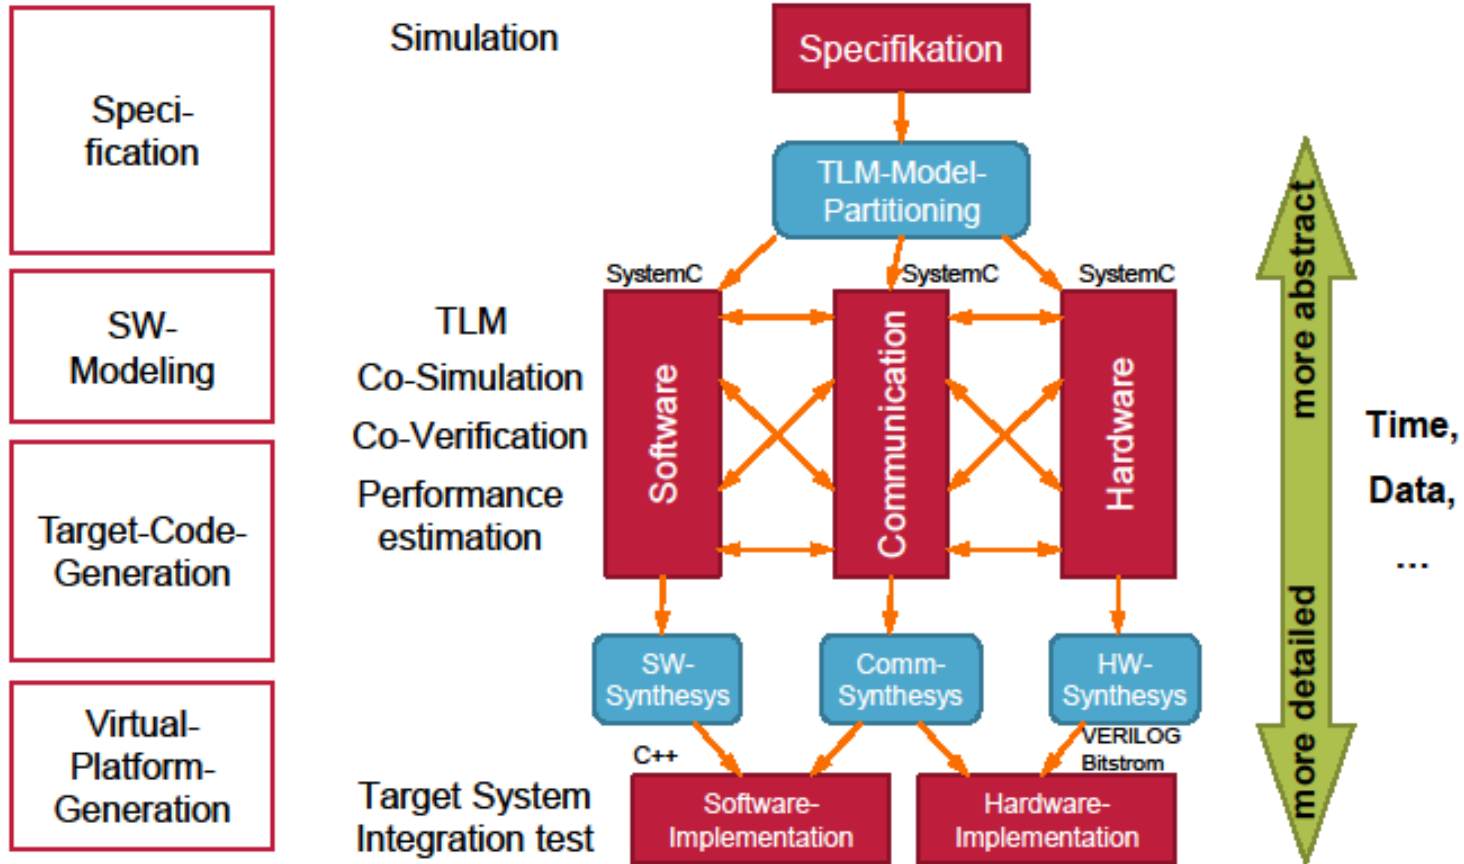 Speci-
fication
SW-
Modeling
Target-Code-
Generation
Virtual-
Platform-
Generation
Simulation
TLM
Co-Simulation
Co-Verification
Performance
estimation
Target System
Integration test
Specifikation
TLM-Model-
Partitioning
SystemC
SystemC
SystemC
Software
Communication
Hardware
SW-
Synthesys
Comm-
Synthesys
HW-
Synthesys
C++
VERILOG
Bitstrom
Software-
Implementation
Hardware-
Implementation
more abstract
more detailed
Time,
Data,
...